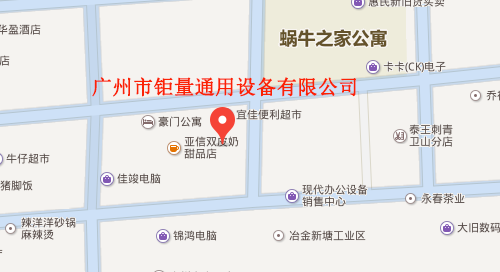 惠民新旧货买卖
华盈酒店
蜗牛之家公寓
店
卡卡(CK)电子
广州市钜量通用设备有限公司
乔
宜佳便利超市
豪门公寓
泰王刺青
卫山分店
亚信双皮奶
甜品店
牛仔超市
佳竣电脑
猪脚饭
现代办公设备
销售中心
永春茶业
辣洋洋砂锅
麻辣烫
大旧数码
锦鸿电脑
冶金新塘工业区